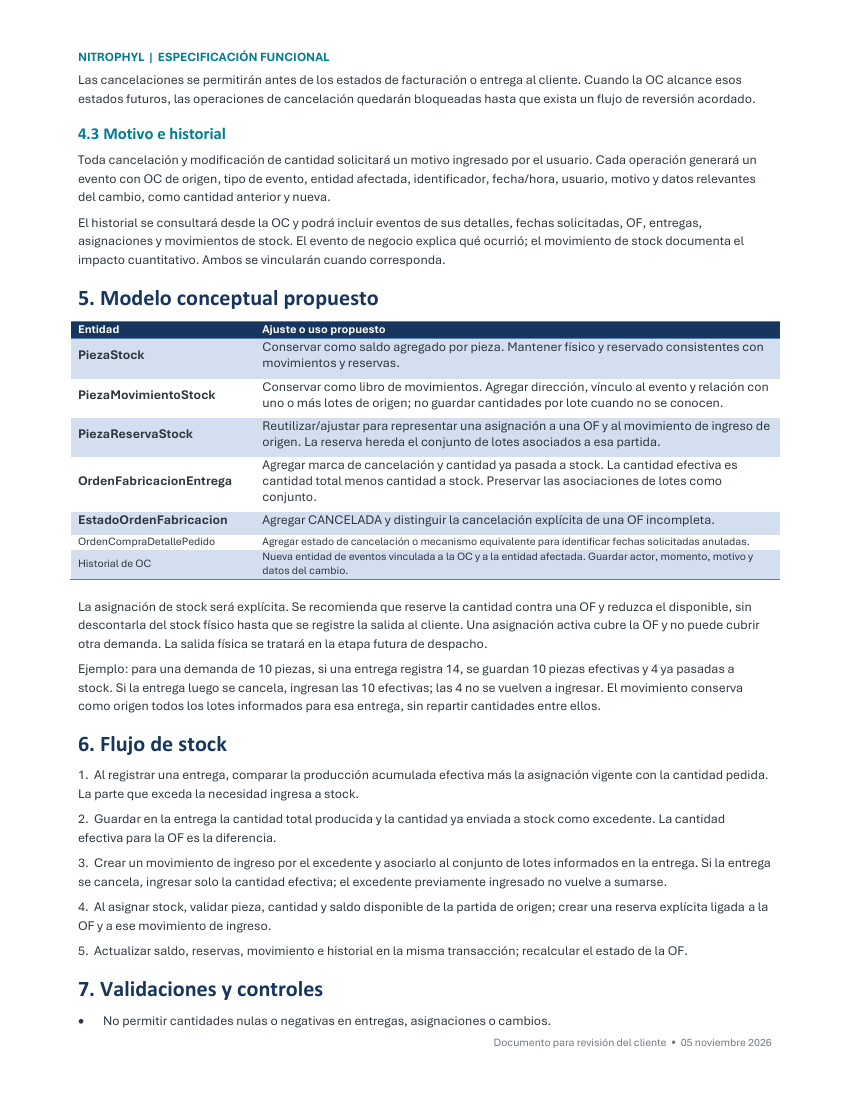 NITROPHYL | ESPECIFICACIÓN FUNCIONAL
Las cancelaciones se permitirán antes de los estados de facturación o entrega al cliente. Cuando la OC alcance esos
estados futuros, las operaciones de cancelación quedarán bloqueadas hasta que exista un flujo de reversión acordado.
4.3 Motivo e historial
Toda cancelación y modificación de cantidad solicitará un motivo ingresado por el usuario. Cada operación generará un
evento con OC de origen, tipo de evento, entidad afectada, identificador, fecha/hora, usuario, motivo y datos relevantes
del cambio, como cantidad anterior y nueva.
El historial se consultará desde la OC y podrá incluir eventos de sus detalles, fechas solicitadas, OF, entregas,
asignaciones y movimientos de stock. El evento de negocio explica qué ocurrió; el movimiento de stock documenta el
impacto cuantitativo. Ambos se vincularán cuando corresponda.
5. Modelo conceptual propuesto
Entidad Ajuste o uso propuesto
PiezaStock Conservar como saldo agregado por pieza. Mantener físico y reservado consistentes con
movimientos y reservas.
PiezaMovimientoStock Conservar como libro de movimientos. Agregar dirección, vínculo al evento y relación con
uno o más lotes de origen; no guardar cantidades por lote cuando no se conocen.
PiezaReservaStock Reutilizar/ajustar para representar una asignación a una OF y al movimiento de ingreso de
origen. La reserva hereda el conjunto de lotes asociados a esa partida.
OrdenFabricacionEntrega Agregar marca de cancelación y cantidad ya pasada a stock. La cantidad efectiva es
cantidad total menos cantidad a stock. Preservar las asociaciones de lotes como
conjunto.
EstadoOrdenFabricacion Agregar CANCELADA y distinguir la cancelación explícita de una OF incompleta.
OrdenCompraDetallePedido Agregar estado de cancelación o mecanismo equivalente para identificar fechas solicitadas anuladas.
Historial de OC Nueva entidad de eventos vinculada a la OC y a la entidad afectada. Guardar actor, momento, motivo y
datos del cambio.
La asignación de stock será explícita. Se recomienda que reserve la cantidad contra una OF y reduzca el disponible, sin
descontarla del stock físico hasta que se registre la salida al cliente. Una asignación activa cubre la OF y no puede cubrir
otra demanda. La salida física se tratará en la etapa futura de despacho.
Ejemplo: para una demanda de 10 piezas, si una entrega registra 14, se guardan 10 piezas efectivas y 4 ya pasadas a
stock. Si la entrega luego se cancela, ingresan las 10 efectivas; las 4 no se vuelven a ingresar. El movimiento conserva
como origen todos los lotes informados para esa entrega, sin repartir cantidades entre ellos.
6. Flujo de stock
1. Al registrar una entrega, comparar la producción acumulada efectiva más la asignación vigente con la cantidad pedida.
La parte que exceda la necesidad ingresa a stock.
2. Guardar en la entrega la cantidad total producida y la cantidad ya enviada a stock como excedente. La cantidad
efectiva para la OF es la diferencia.
3. Crear un movimiento de ingreso por el excedente y asociarlo al conjunto de lotes informados en la entrega. Si la entrega
se cancela, ingresar solo la cantidad efectiva; el excedente previamente ingresado no vuelve a sumarse.
4. Al asignar stock, validar pieza, cantidad y saldo disponible de la partida de origen; crear una reserva explícita ligada a la
OF y a ese movimiento de ingreso.
5. Actualizar saldo, reservas, movimiento e historial en la misma transacción; recalcular el estado de la OF.
7. Validaciones y controles
• No permitir cantidades nulas o negativas en entregas, asignaciones o cambios.
Documento para revisión del cliente • 05 noviembre 2026